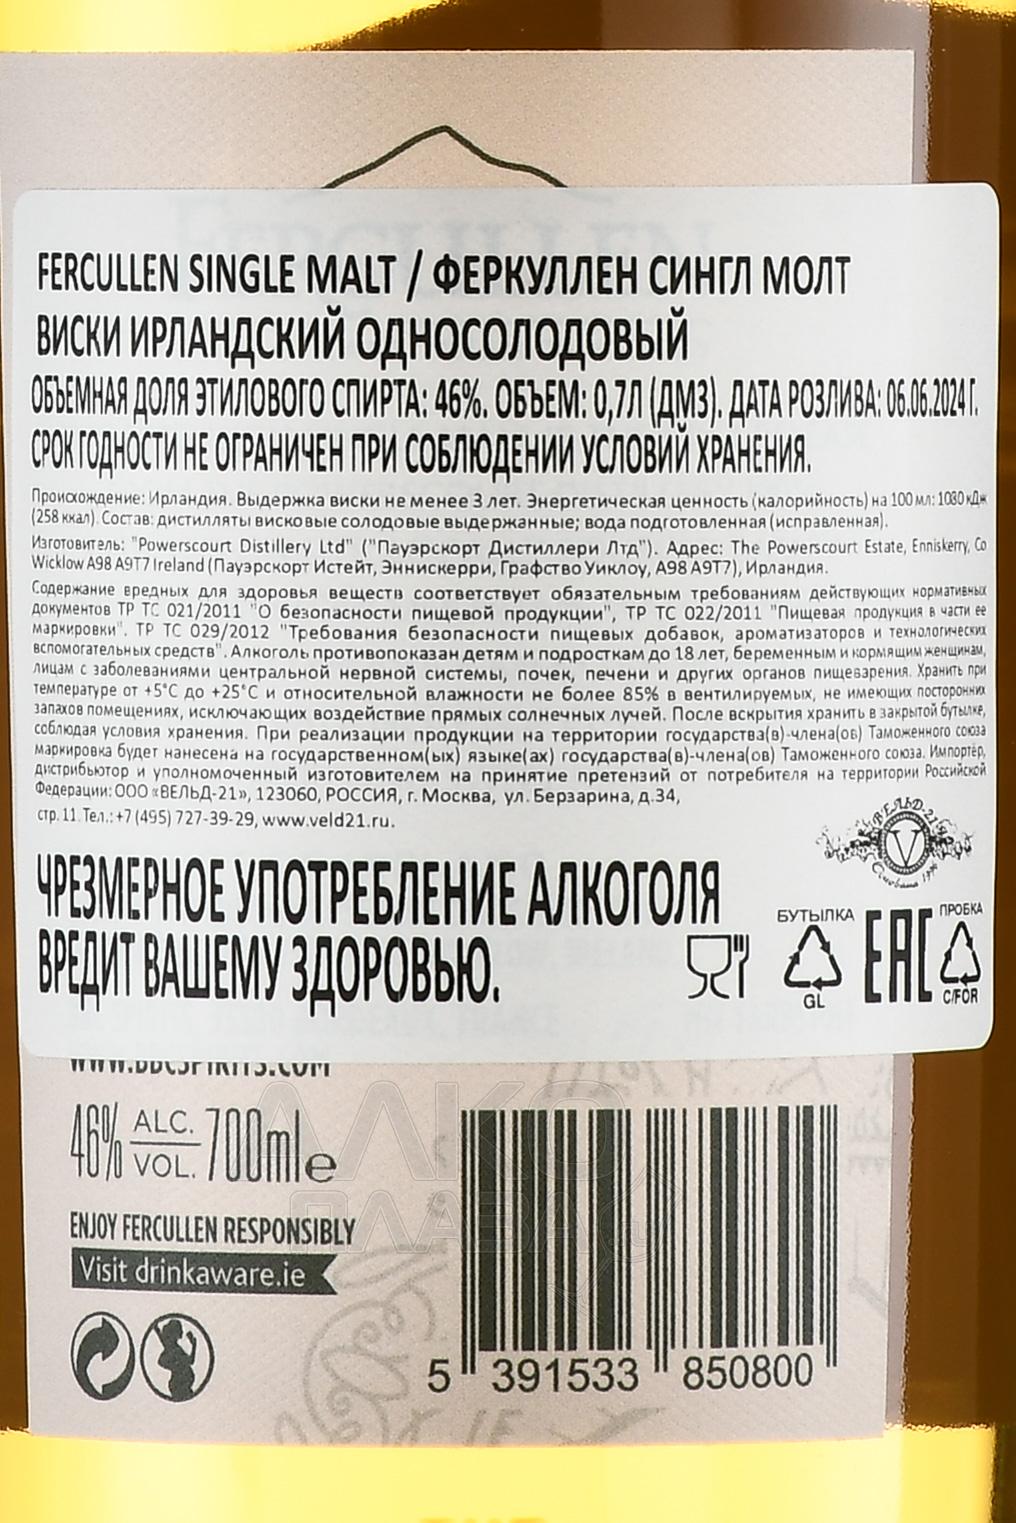 FERCULLEN SINGLE MALT / ФЕРКУЛЛЕН СИНГЛ МОЛТ
ВИСКИ ИРЛАНДСКИЙ ОДНОСОЛОДОВЫЙ
ОБЪЕМНАЯ ДОЛЯ ЭТИЛОВОГО СПИРТА: 46%. ОБЪЕМ: 0,7Л (ДМ3). ДАТА РОЗЛИВА: 06.06.2024 Г.
СРОК ГОДНОСТИ НЕ ОГРАНИЧЕН ПРИ СОБЛЮДЕНИИ УСЛОВИЙ ХРАНЕНИЯ.
Происхождение: Ирландия. Выдержка виски не менее 3 лет. Энергетическая ценность (калорийность) на 100 мл: 1080 кДж
(258 ккал). Состав: дистилляты висковые солодовые выдержанные; вода подготовленная (исправленная).
Изготовитель: "Powerscourt Distillery Ltd" ("Пауэрскорт Дистиллери Лтд"). Адрес: The Powerscourt Estate, Enniskerry, Co
Wicklow A98 A9T7 Ireland (Пауэрскорт Истейт, Эннискерри, Графство Уиклоу, A98 A9T7), Ирландия.
Содержание вредных для здоровья веществ соответствует обязательным требованиям действующих нормативных
документов ТР ТС 021/2011 "О безопасности пищевой продукции", ТР ТС 022/2011 "Пищевая продукция в части ее
маркировки". ТР ТС 029/2012 "Требования безопасности пищевых добавок, ароматизаторов и технологических
вспомогательных средств". Алкоголь противопоказан детям и подросткам до 18 лет, беременным и кормящим женщинам,
лицам с заболеваниями центральной нервной системы, почек, печени и других органов пищеварения. Хранить при
температуре от +5°С до +25°С и относительной влажности не более 85% в вентилируемых, не имеющих посторонних
запахов помещениях, исключающих воздействие прямых солнечных лучей. После вскрытия хранить в закрытой бутылке,
соблюдая условия хранения. При реализации продукции на территории государства(в)-члена(ов) Таможенного союза
маркировка будет нанесена на государственном(ых) языке(ах) государства(в)-члена(ов) Таможенного союза. Импортёр,
дистрибьютор и уполномоченный изготовителем на принятие претензий от потребителя на территории Российской
Федерации: ООО «ВЕЛЬД-21», 123060, РОССИЯ, г. Москва, ул. Берзарина, д.34,
стр. 11. Тел.: +7 (495) 727-39-29, www.veld21.ru.
ВЕЛЬД-21
V
Основана 1996
ЧРЕЗМЕРНОЕ УПОТРЕБЛЕНИЕ АЛКОГОЛЯ
ВРЕДИТ ВАШЕМУ ЗДОРОВЬЮ.
БУТЫЛКА
GL
EAC
ПРОБКА
C/FOR
WWW.BBCSPIRITS.COM
46% ALC. VOL. 700ml e
ENJOY FERCULLEN RESPONSIBLY
Visit drinkaware.ie
5 391533 850800
АЛКО
ПЛАЗА